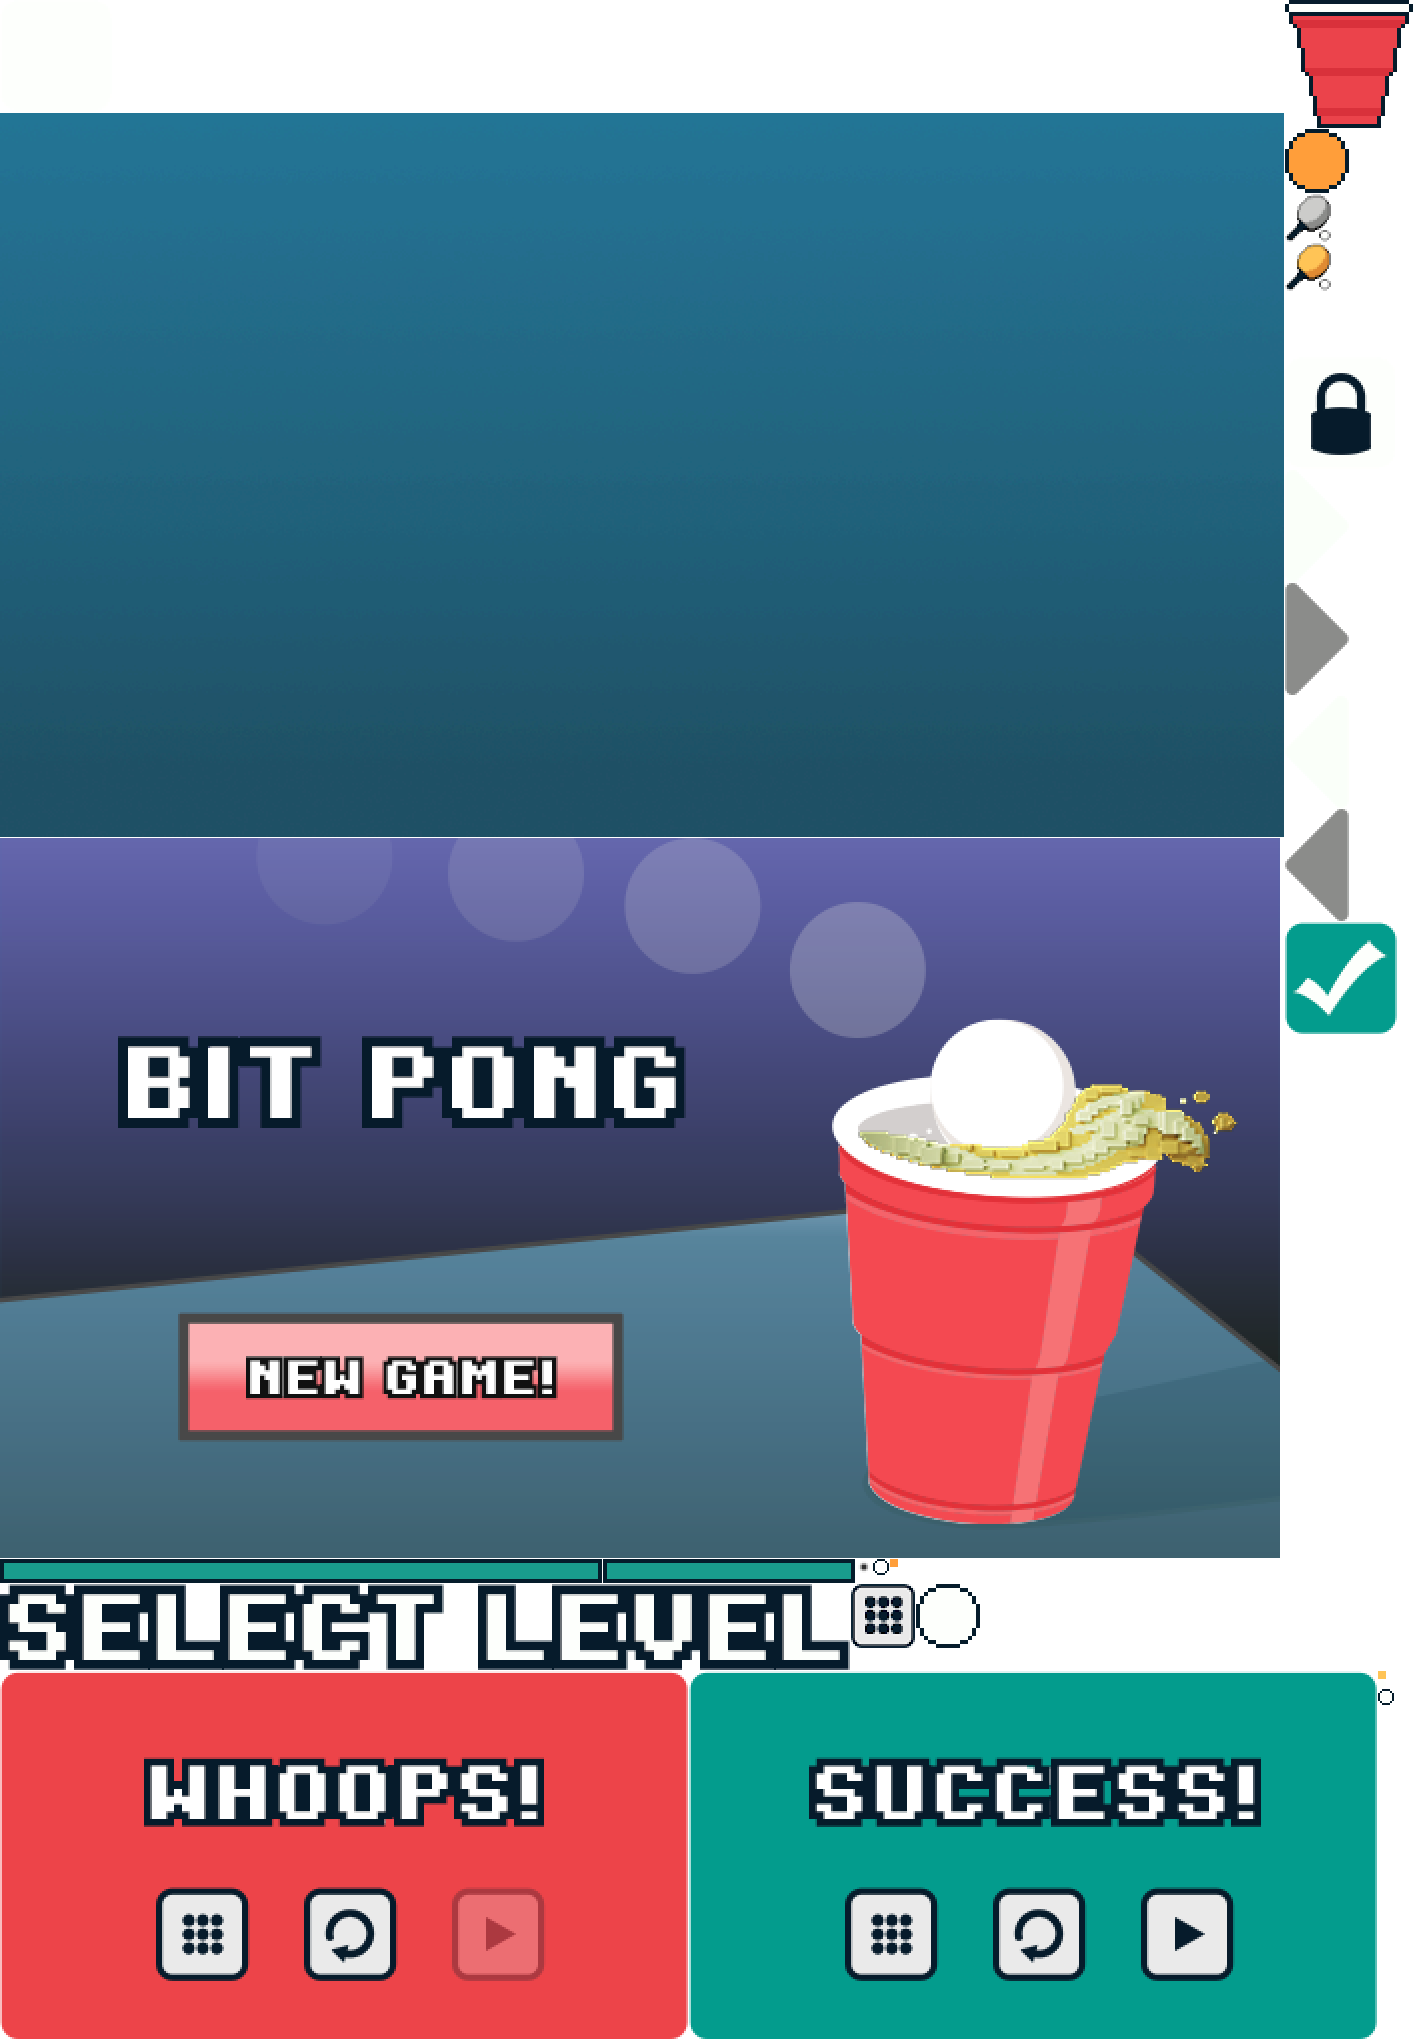 BIT PONG
NEW GAME!
SELECT LEVEL
WHOOPS!
SUCCESS!